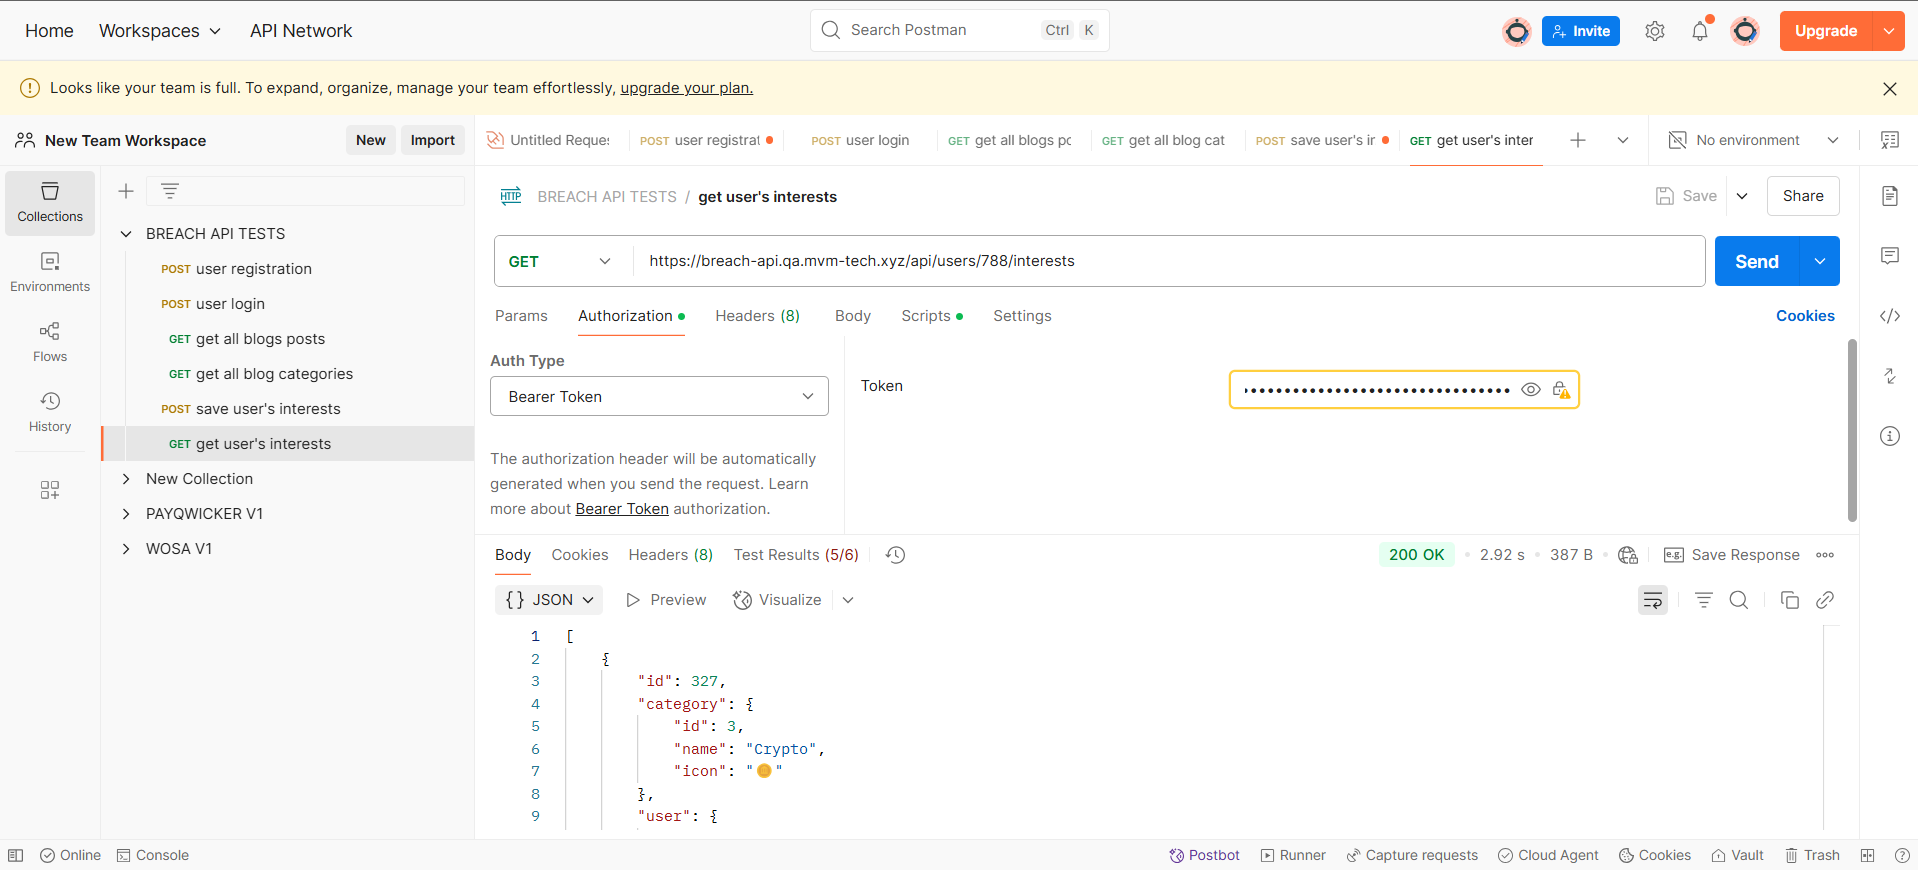 Home Workspaces API Network Search Postman Ctrl K Invite Upgrade
Looks like your team is full. To expand, organize, manage your team effortlessly, upgrade your plan.
New Team Workspace New Import Untitled Reques POST user registrat POST user login GET get all blogs pc GET get all blog cat POST save user's ir GET get user's inter No environment
Collections
Environments
Flows
History
BREACH API TESTS
POST user registration
POST user login
GET get all blogs posts
GET get all blog categories
POST save user's interests
GET get user's interests
New Collection
PAYQWICKER V1
WOSA V1
HTTP BREACH API TESTS / get user's interests Save Share
GET https://breach-api.qa.mvm-tech.xyz/api/users/788/interests Send
Params Authorization Headers (8) Body Scripts Settings Cookies
Auth Type
Bearer Token
Token ••••••••••••••••••••••••••••••••••
The authorization header will be automatically
generated when you send the request. Learn
more about Bearer Token authorization.
Body Cookies Headers (8) Test Results (5/6) 200 OK • 2.92 s • 387 B • e.g. Save Response
{} JSON Preview Visualize
1 [
2 {
3 "id": 327,
4 "category": {
5 "id": 3,
6 "name": "Crypto",
7 "icon": "🪙"
8 },
9 "user": {
Online Console Postbot Runner Capture requests Cloud Agent Cookies Vault Trash